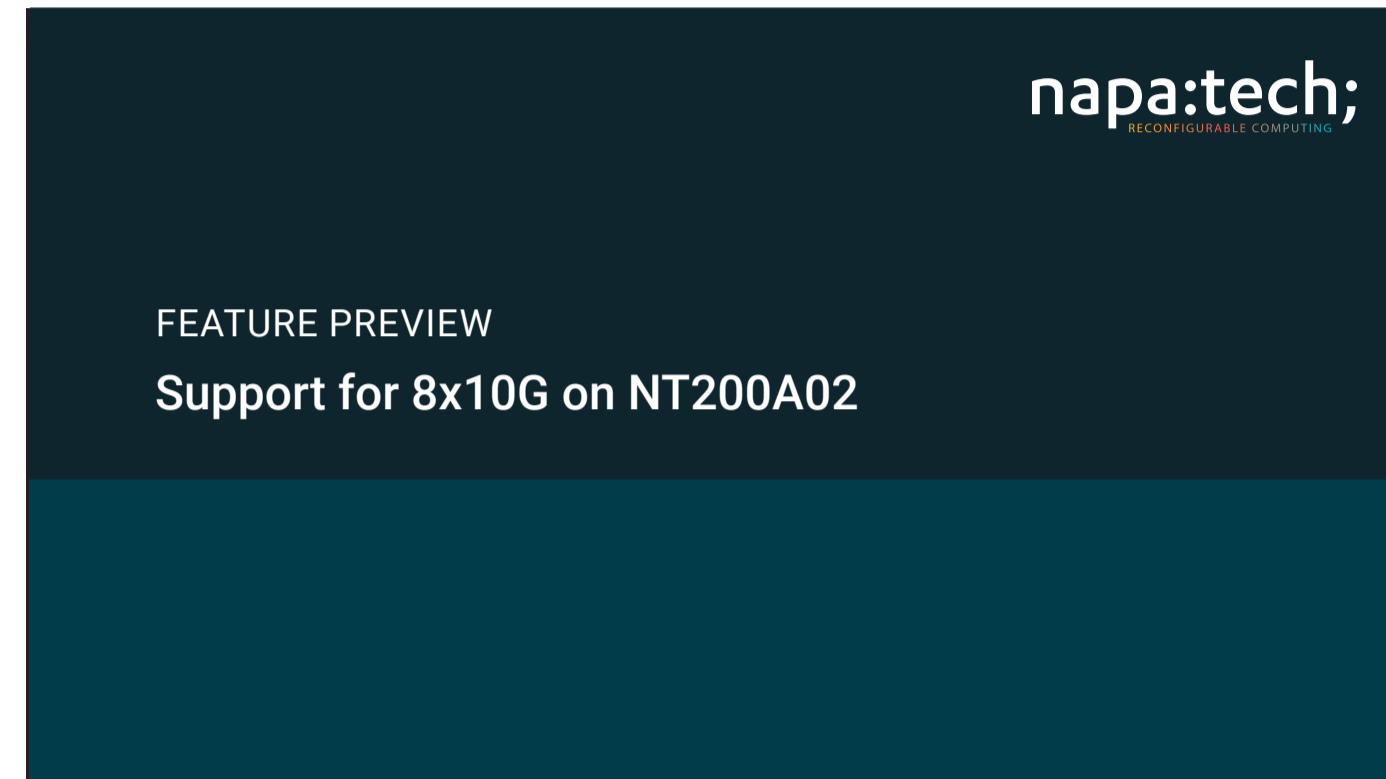 napa:tech;
RECONFIGURABLE COMPUTING
FEATURE PREVIEW
Support for 8x10G on NT200A02